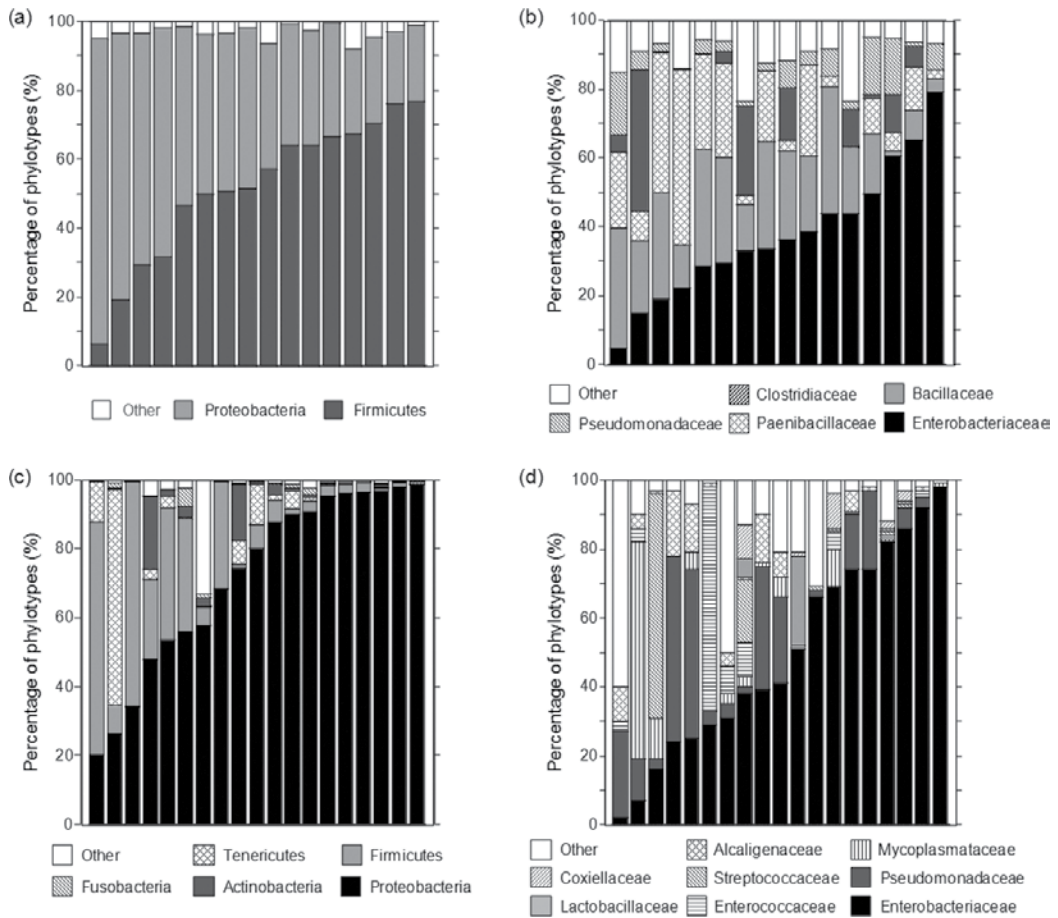 (a)
Percentage of phylotypes (%)
100
80
60
40
20
0
Other Proteobacteria Firmicutes
(b)
Percentage of phylotypes (%)
100
80
60
40
20
0
Other Clostridiaceae Bacillaceae
Pseudomonadaceae Paenibacillaceae Enterobacteriaceae
(c)
Percentage of phylotypes (%)
100
80
60
40
20
0
Other Tenericutes Firmicutes
Fusobacteria Actinobacteria Proteobacteria
(d)
Percentage of phylotypes (%)
100
80
60
40
20
0
Other Alcaligenaceae Mycoplasmataceae
Coxiellaceae Streptococcaceae Pseudomonadaceae
Lactobacillaceae Enterococcaceae Enterobacteriaceae